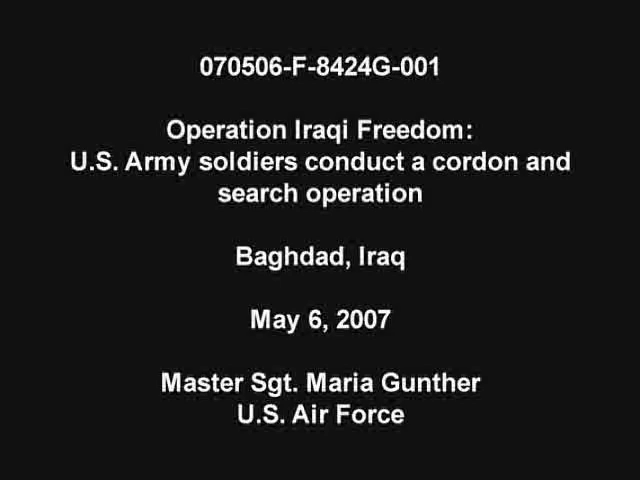 070506-F-8424G-001
Operation Iraqi Freedom:
U.S. Army soldiers conduct a cordon and
search operation
Baghdad, Iraq
May 6, 2007
Master Sgt. Maria Gunther
U.S. Air Force